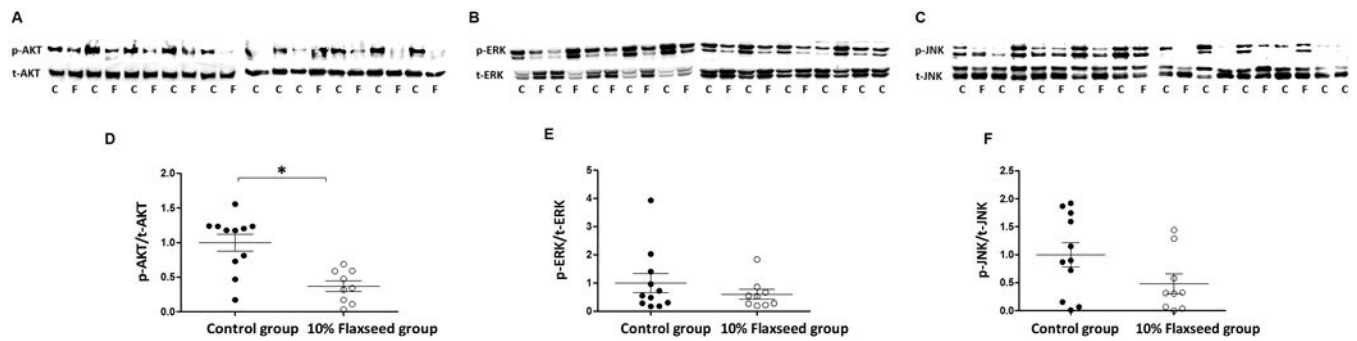 A
p-AKT
t-AKT
C F C F C F C F C F C C C F C F C F C F
B
p-ERK
t-ERK
C F C F C F C F C F C F C F C F C F C C
C
p-JNK
t-JNK
C F C F C F C F C F C F C F C F C F C C
D
*
p-AKT/t-AKT
2.0
1.5
1.0
0.5
0.0
Control group 10% Flaxseed group
E
p-ERK/t-ERK
5
4
3
2
1
0
Control group 10% Flaxseed group
F
p-JNK/t-JNK
2.5
2.0
1.5
1.0
0.5
0.0
Control group 10% Flaxseed group